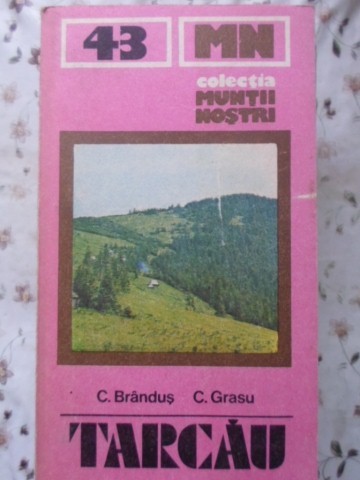 43 MN
colecția
MUNȚII
NOȘTRI
C. Brânduș C. Grasu
TARCĂU